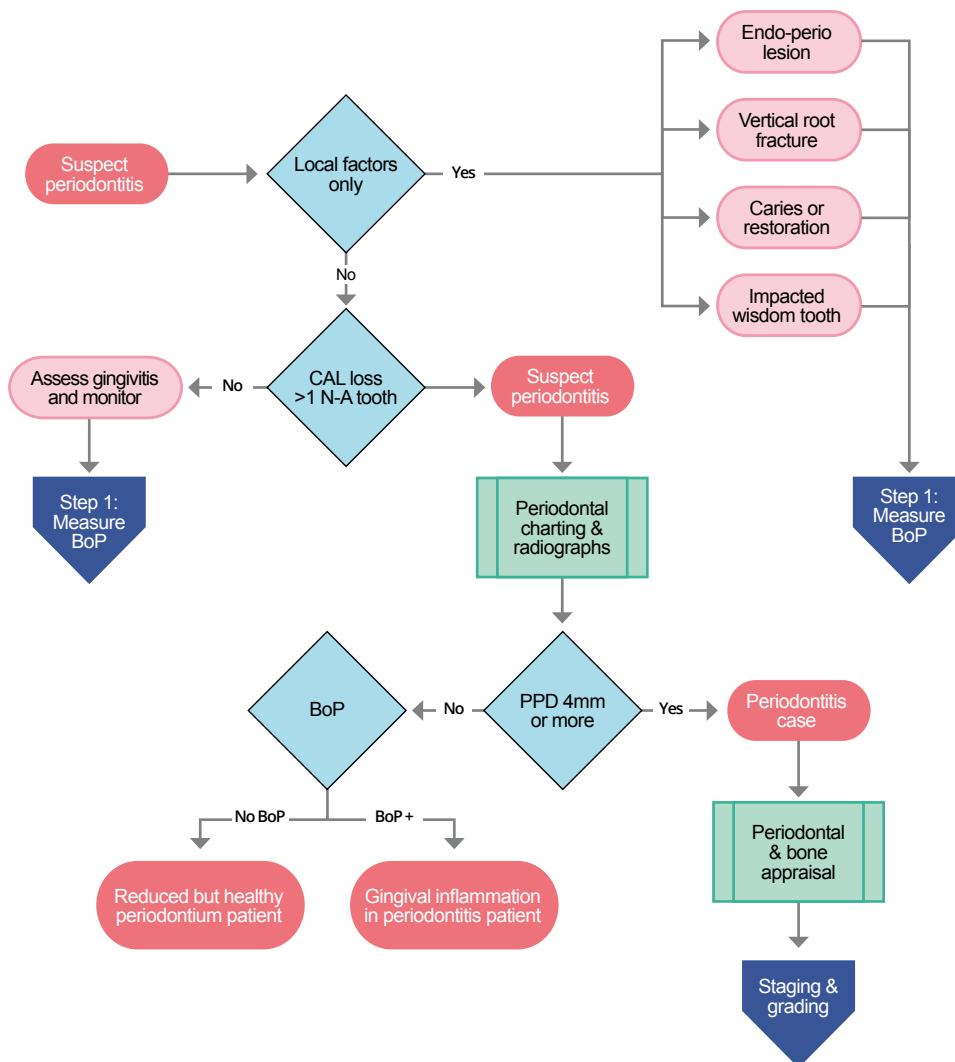 Endo-perio
lesion
Vertical root
fracture
Suspect
periodontitis
Local factors
only
Yes
Caries or
restoration
No
Impacted
wisdom tooth
Assess gingivitis
and monitor
No
CAL loss
>1 N-A tooth
Suspect
periodontitis
Step 1:
Measure
BoP
Periodontal
charting &
radiographs
Step 1:
Measure
BoP
BoP
No
PPD 4mm
or more
Yes
Periodontitis
case
No BoP
BoP +
Reduced but healthy
periodontium patient
Gingival inflammation
in periodontitis patient
Periodontal
& bone
appraisal
Staging &
grading